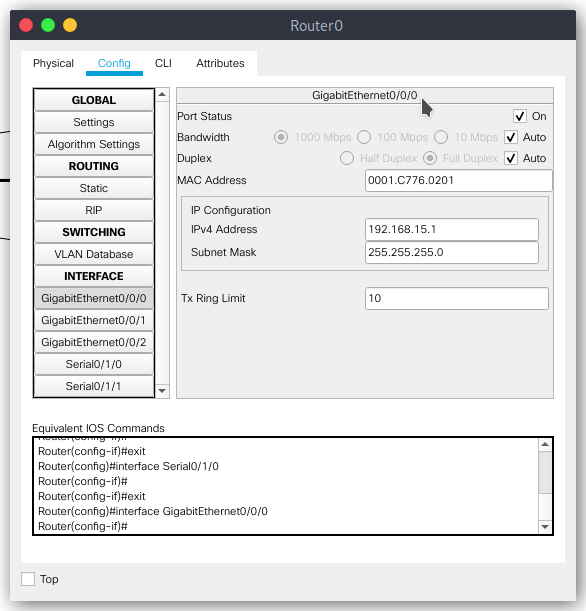 Router0
Physical Config CLI Attributes
GLOBAL
Settings
Algorithm Settings
ROUTING
Static
RIP
SWITCHING
VLAN Database
INTERFACE
GigabitEthernet0/0/0
GigabitEthernet0/0/1
GigabitEthernet0/0/2
Serial0/1/0
Serial0/1/1
GigabitEthernet0/0/0
Port Status On
Bandwidth 1000 Mbps 100 Mbps 10 Mbps Auto
Duplex Half Duplex Full Duplex Auto
MAC Address 0001.C776.0201
IP Configuration
IPv4 Address 192.168.15.1
Subnet Mask 255.255.255.0
Tx Ring Limit 10
Equivalent IOS Commands
Router(config-if)#
Router(config-if)#exit
Router(config)#interface Serial0/1/0
Router(config-if)#
Router(config-if)#exit
Router(config)#interface GigabitEthernet0/0/0
Router(config-if)#
Top